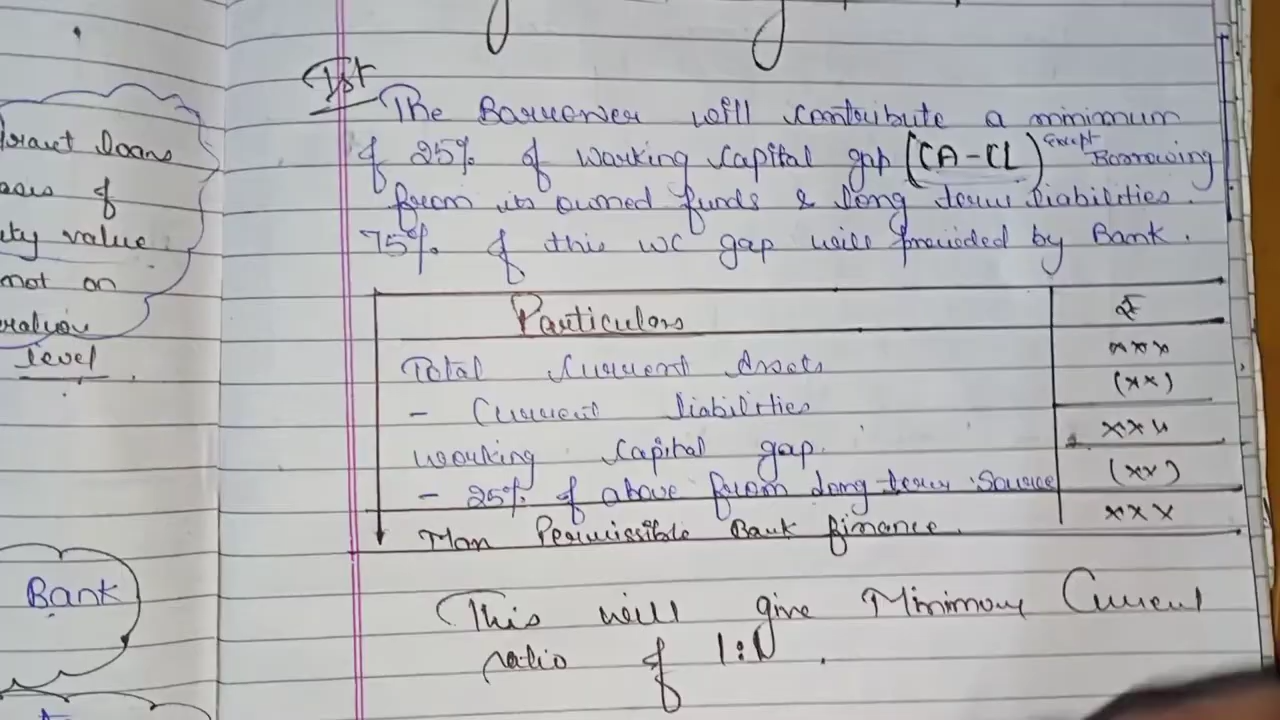 Ist
The Borrower will contribute a minimum
of 25% of working capital gap (CA-CL) except Borrowing
from its owned funds & long term liabilities.
75% of this WC gap will provided by Bank.
Particulars ₹
Total Current Assets xxx
- Current liabilities (xx)
working capital gap. xxx
- 25% of above from long term source (xx)
Max Permissible Bank finance. xxx
This will give Minimum Current
ratio of 1:1.
loans
of
ity value
not on
level
Bank